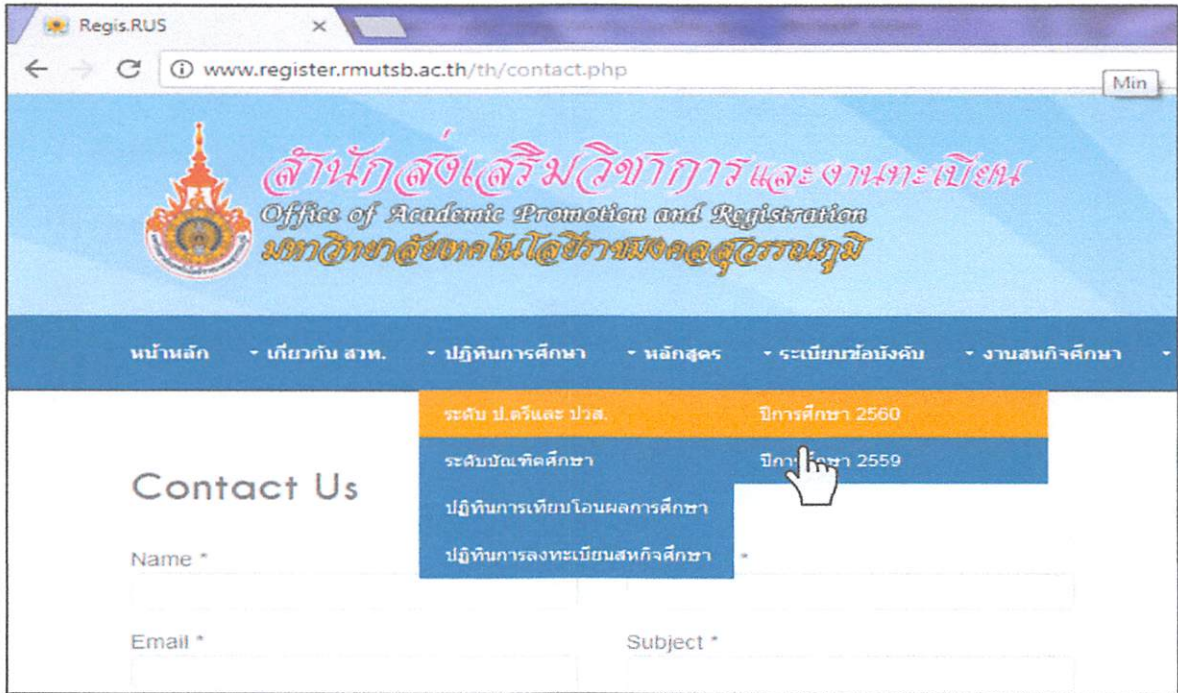 Regis.RUS
www.register.rmutsb.ac.th/th/contact.php
Min
สำนักส่งเสริมวิชาการและงานทะเบียน
Office of Academic Promotion and Registration
มหาวิทยาลัยเทคโนโลยีราชมงคลสุวรรณภูมิ
หน้าหลัก เกี่ยวกับ สวท. ปฏิทินการศึกษา หลักสูตร ระเบียบข้อบังคับ งานสหกิจศึกษา
ระดับ ป.ตรีและ ปวส. ปีการศึกษา 2560
ระดับบัณฑิตศึกษา ปีการศึกษา 2559
ปฏิทินการเทียบโอนผลการศึกษา
ปฏิทินการลงทะเบียนสหกิจศึกษา
Contact Us
Name * *
Email * Subject *